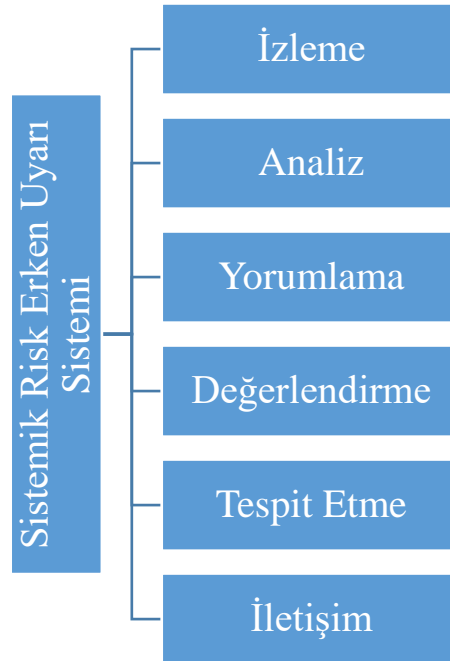 Sistemik Risk Erken Uyarı
Sistemi
İzleme
Analiz
Yorumlama
Değerlendirme
Tespit Etme
İletişim